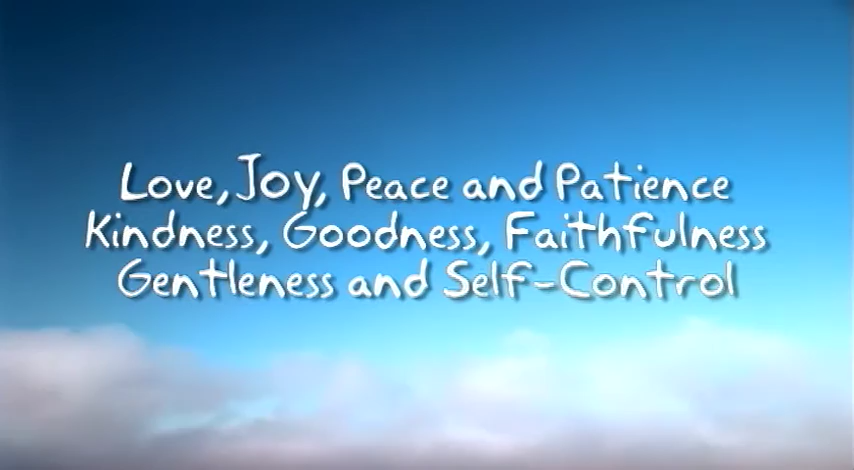 Love, Joy, Peace and Patience
Kindness, Goodness, Faithfulness
Gentleness and Self-Control